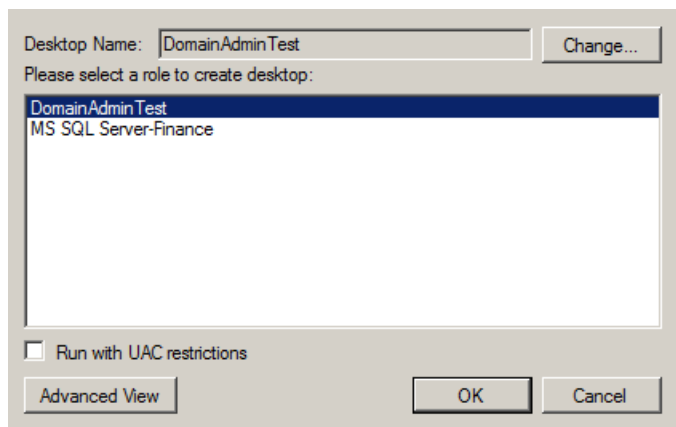 Desktop Name: DomainAdminTest Change...
Please select a role to create desktop:
DomainAdminTest
MS SQL Server-Finance
Run with UAC restrictions
Advanced View OK Cancel